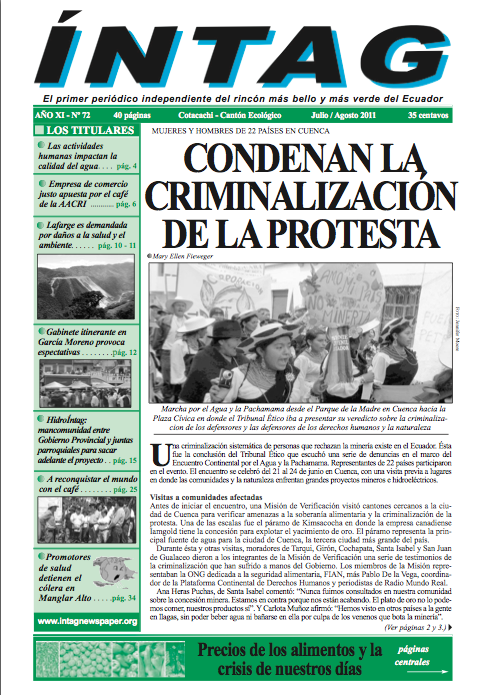 ÍNTAG
El primer periódico independiente del rincón más bello y más verde del Ecuador
AÑO XI - Nº 72 40 páginas Cotacachi - Cantón Ecológico Julio / Agosto 2011 35 centavos
LOS TITULARES
Las actividades
humanas impactan la
calidad del agua . . . . pág. 4
Empresa de comercio
justo apuesta por el café
de la AACRI ........... pág. 6
Lafarge es demandada
por daños a la salud y el
ambiente. . . . . . pág. 10 - 11
Gabinete itinerante en
García Moreno provoca
espectativas . . . . . . . . pág. 12
HidroIntag:
mancomunidad entre
Gobierno Provincial y juntas
parroquiales para sacar
adelante el proyecto . . pág. 15
A reconquistar el mundo
con el café . . . . . . . . pág. 25
Promotores
de salud
detienen el
cólera en
Manglar Alto . . . . . pág. 34
www.intagnewspaper.org
MUJERES Y HOMBRES DE 22 PAÍSES EN CUENCA
CONDENAN LA
CRIMINALIZACIÓN
DE LA PROTESTA
Mary Ellen Fieweger
Marcha por el Agua y la Pachamama desde el Parque de la Madre en Cuenca hacia la
Plaza Cívica en donde el Tribunal Ético iba a presentar su veredicto sobre la criminaliza-
cion de los defensores y las defensoras de los derechos humanos y la naturaleza
Una criminalización sistemática de personas que rechazan la minería existe en el Ecuador. Ésta
fue la conclusión del Tribunal Ético que escuchó una serie de denuncias en el marco del
Encuentro Continental por el Agua y la Pachamama. Representantes de 22 países participaron
en el evento. El encuentro se celebró del 21 al 24 de junio en Cuenca, con una visita previa a lugares
en donde las comunidades y la naturaleza enfrentan grandes proyectos mineros e hidroeléctricos.
Visitas a comunidades afectadas
Antes de iniciar el encuentro, una Misión de Verificación visitó cantones cercanos a la ciu-
dad de Cuenca para verificar amenazas a la soberanía alimentaria y la criminalización de la
protesta. Una de las escalas fue el páramo de Kimsacocha en donde la empresa canadiense
Iamgold tiene la concesión para explotar el yacimiento de oro. El páramo representa la prin-
cipal fuente de agua para la ciudad de Cuenca, la tercera ciudad más grande del país.
Durante ésta y otras visitas, moradores de Tarqui, Girón, Cochapata, Santa Isabel y San Juan
de Gualaceo dieron a los integrantes de la Misión de Verificación una serie de testimonios de
la criminalización que han sufrido a manos del Gobierno. Los miembros de la Misión repre-
sentaban la ONG dedicada a la seguridad alimentaria, FIAN, más Pablo De la Vega, coordina-
dor de la Plataforma Continental de Derechos Humanos y periodistas de Radio Mundo Real.
Ana Heras Puchas, de Santa Isabel comentó: “Nunca fuimos consultados en nuestra comunidad
sobre la concesión minera. Estamos en contra porque nos están acabando. El plato de oro no lo pode-
mos comer, nuestros productos sí”. Y Carlota Muñoz afirmó: “Hemos visto en otros países a la gente
en llagas, sin poder beber agua ni bañarse en ella por culpa de los venenos que bota la minería”.
(Ver páginas 2 y 3.)
Precios de los alimentos y la
crisis de nuestros días
páginas
centrales